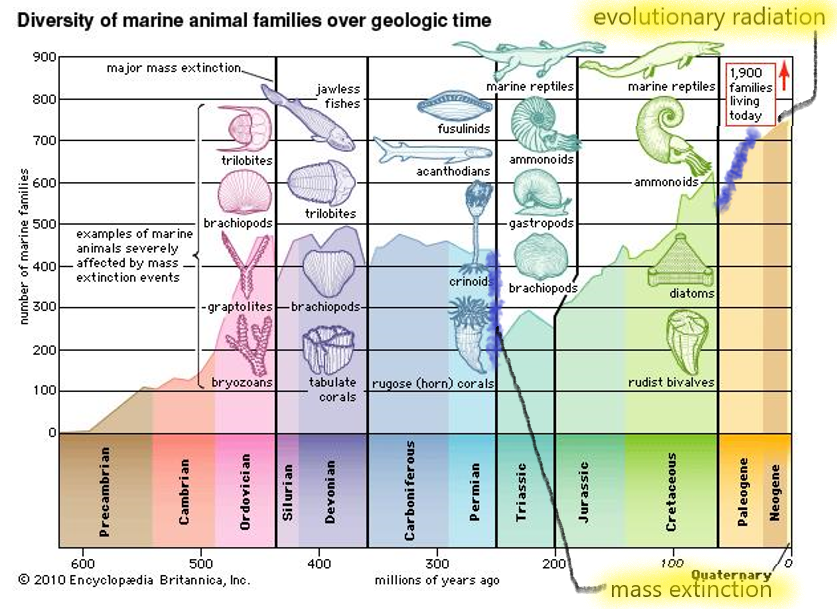 Diversity of marine animal families over geologic time
evolutionary radiation
900
800
700
600
500
400
300
200
100
0
number of marine families
major mass extinction
examples of marine
animals severely
affected by mass
extinction events
trilobites
brachiopods
graptolites
bryozoans
jawless
fishes
trilobites
brachiopods
tabulate
corals
fusulinids
acanthodians
crinoids
rugose (horn) corals
marine reptiles
ammonoids
gastropods
brachiopods
marine reptiles
ammonoids
diatoms
rudist bivalves
1,900
families
living
today
Precambrian
Cambrian
Ordovician
Silurian
Devonian
Carboniferous
Permian
Triassic
Jurassic
Cretaceous
Paleogene
Neogene
600
500
400
300
200
100
0
Quaternary
© 2010 Encyclopædia Britannica, Inc.
millions of years ago
mass extinction